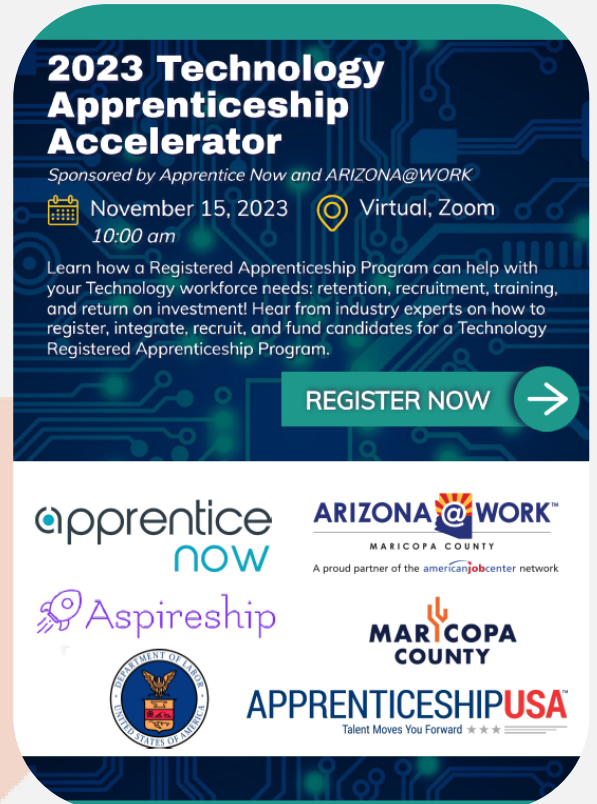 2023 Technology
Apprenticeship
Accelerator
Sponsored by Apprentice Now and ARIZONA@WORK
November 15, 2023
10:00 am
Virtual, Zoom
Learn how a Registered Apprenticeship Program can help with
your Technology workforce needs: retention, recruitment, training,
and return on investment! Hear from industry experts on how to
register, integrate, recruit, and fund candidates for a Technology
Registered Apprenticeship Program.
REGISTER NOW
apprentice
now
ARIZONA@WORK™
MARICOPA COUNTY
A proud partner of the americanjobcenter network
Aspireship
MARICOPA
COUNTY
DEPARTMENT OF LABOR
UNITED STATES OF AMERICA
APPRENTICESHIPUSA™
Talent Moves You Forward